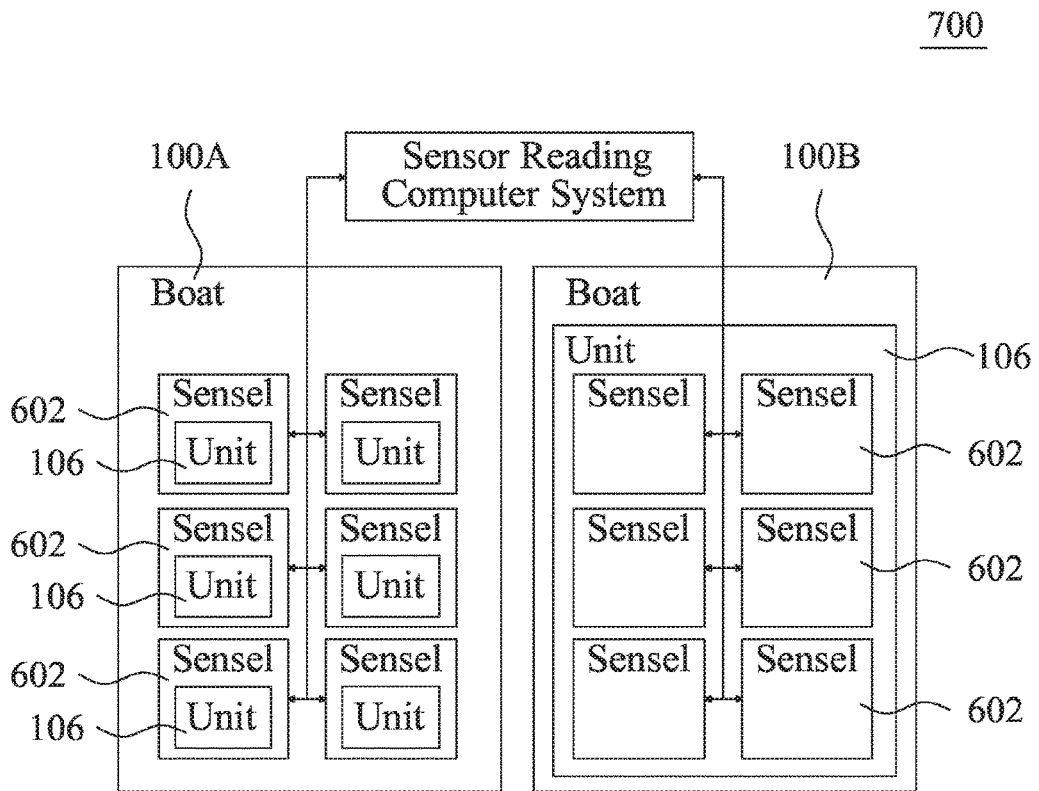 700
100A
Sensor Reading
Computer System
100B
Boat
Boat
Unit
106
Sensel
Sensel
Sensel
Sensel
602
Unit
Unit
602
106
Sensel
Sensel
Sensel
Sensel
602
Unit
Unit
602
106
Sensel
Sensel
Sensel
Sensel
602
Unit
Unit
602
106